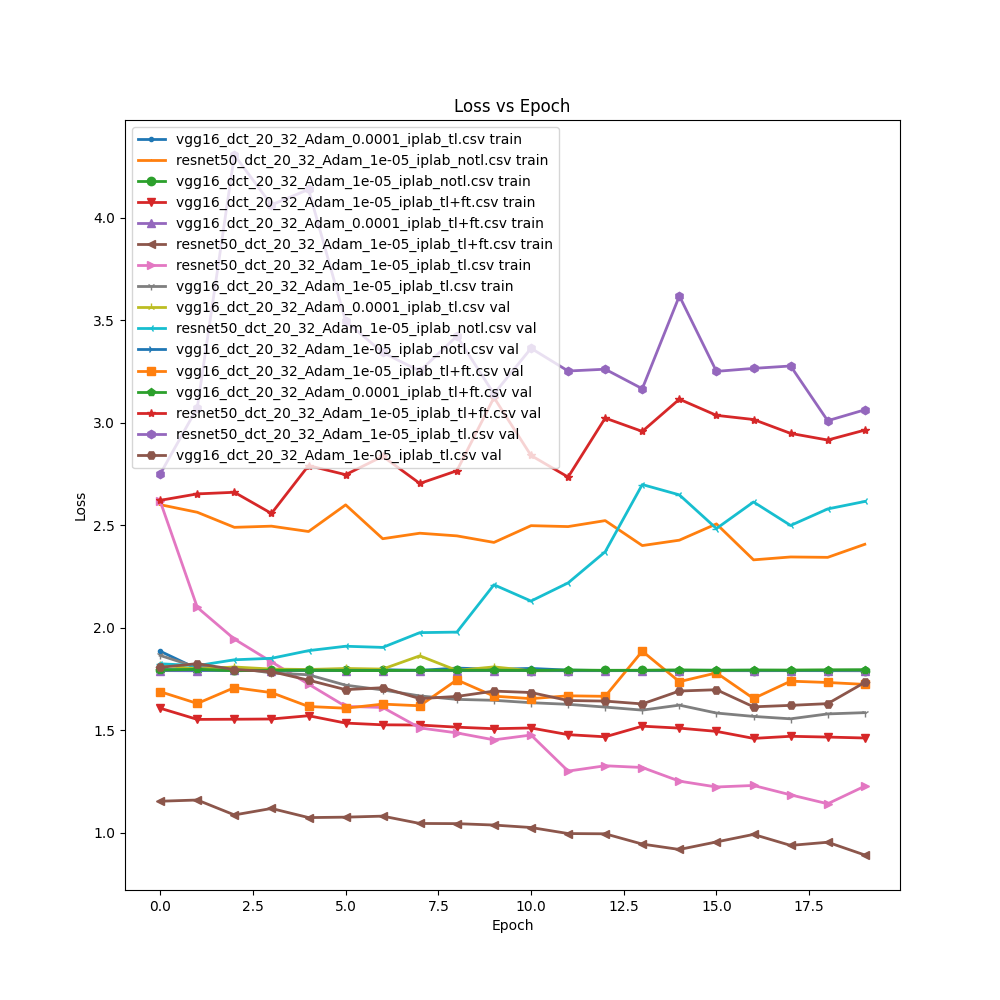 Loss vs Epoch
vgg16_dct_20_32_Adam_0.0001_iplab_tl.csv train
resnet50_dct_20_32_Adam_1e-05_iplab_notl.csv train
vgg16_dct_20_32_Adam_1e-05_iplab_notl.csv train
vgg16_dct_20_32_Adam_1e-05_iplab_tl+ft.csv train
vgg16_dct_20_32_Adam_0.0001_iplab_tl+ft.csv train
resnet50_dct_20_32_Adam_1e-05_iplab_tl+ft.csv train
resnet50_dct_20_32_Adam_1e-05_iplab_tl.csv train
vgg16_dct_20_32_Adam_1e-05_iplab_tl.csv train
vgg16_dct_20_32_Adam_0.0001_iplab_tl.csv val
resnet50_dct_20_32_Adam_1e-05_iplab_notl.csv val
vgg16_dct_20_32_Adam_1e-05_iplab_notl.csv val
vgg16_dct_20_32_Adam_1e-05_iplab_tl+ft.csv val
vgg16_dct_20_32_Adam_0.0001_iplab_tl+ft.csv val
resnet50_dct_20_32_Adam_1e-05_iplab_tl+ft.csv val
resnet50_dct_20_32_Adam_1e-05_iplab_tl.csv val
vgg16_dct_20_32_Adam_1e-05_iplab_tl.csv val
4.0
3.5
3.0
2.5
2.0
1.5
1.0
Loss
0.0 2.5 5.0 7.5 10.0 12.5 15.0 17.5
Epoch